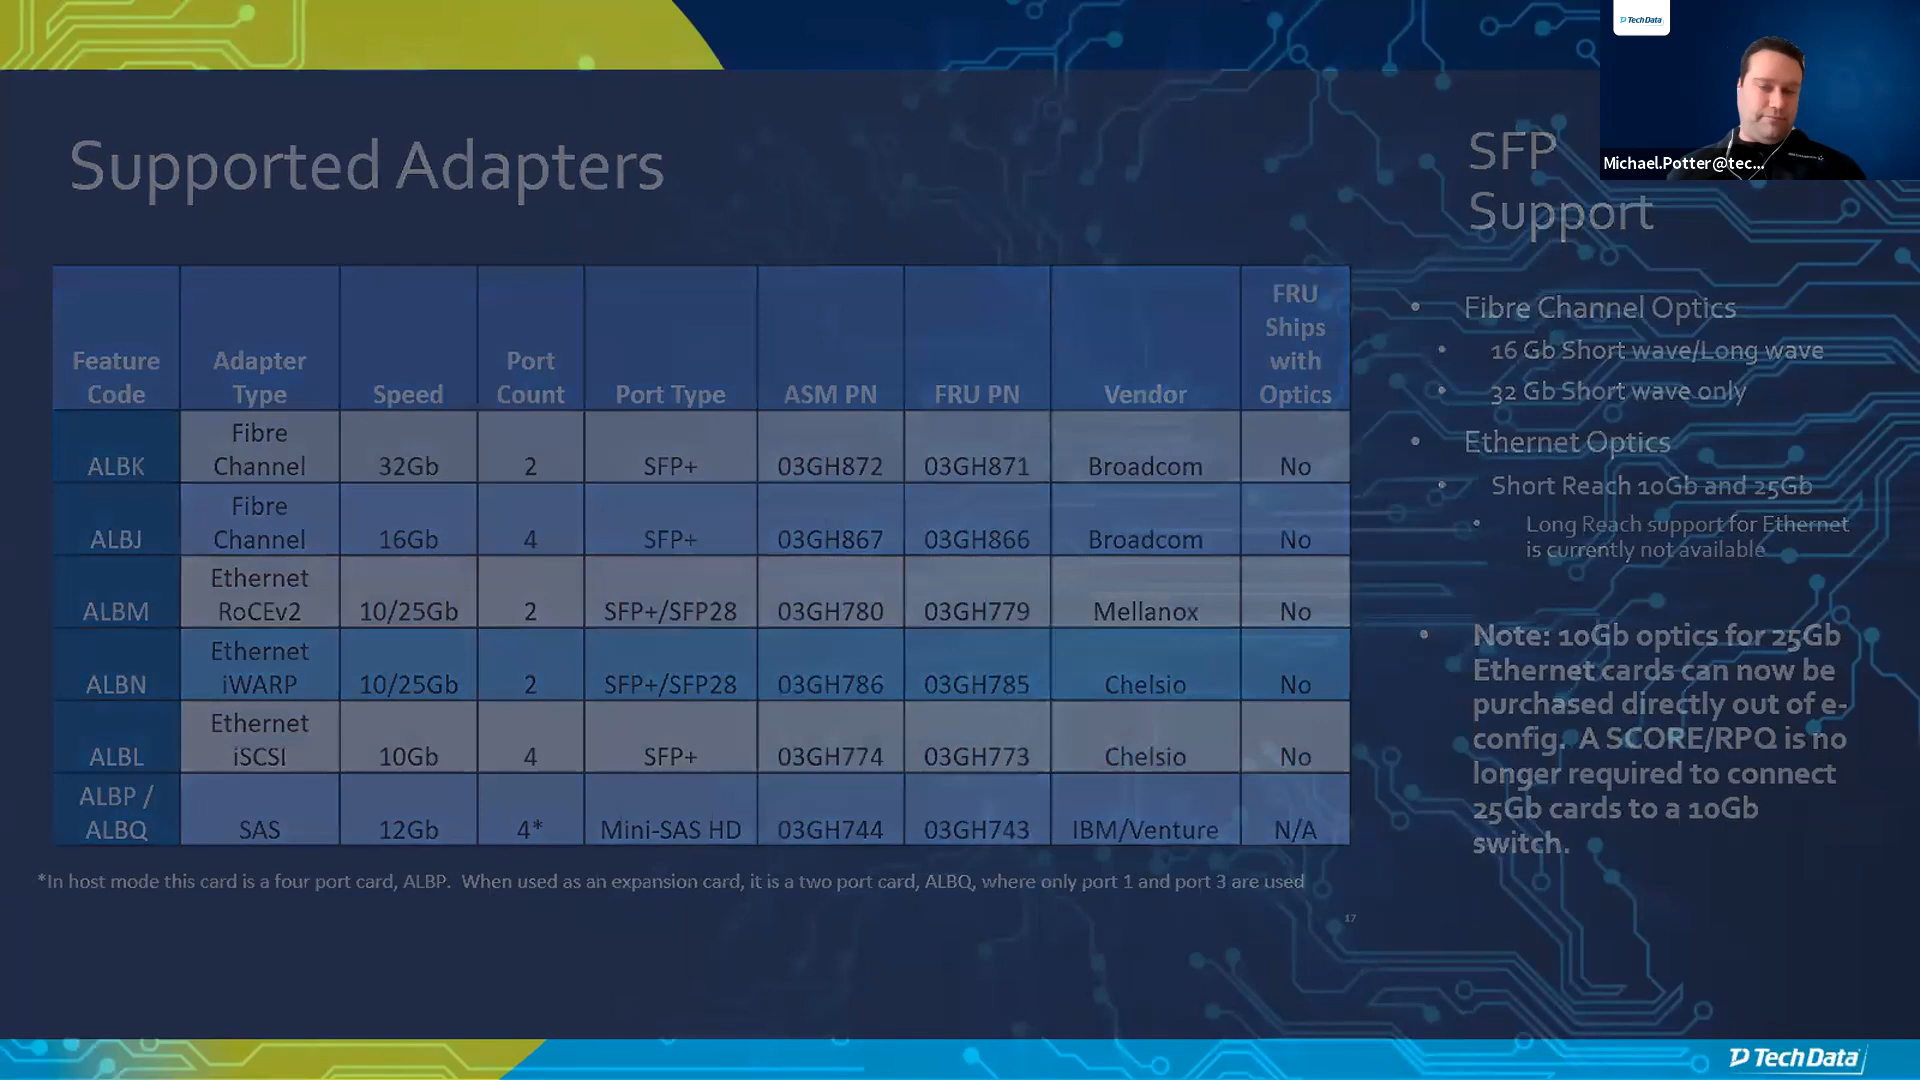 TechData
Michael.Potter@tec...
Supported Adapters
SFP
Support
Feature Code
Adapter Type
Speed
Port Count
Port Type
ASM PN
FRU PN
Vendor
FRU Ships with Optics
ALBK Fibre Channel 32Gb 2 SFP+ 03GH872 03GH871 Broadcom No
ALBJ Fibre Channel 16Gb 4 SFP+ 03GH867 03GH866 Broadcom No
ALBM Ethernet RoCEv2 10/25Gb 2 SFP+/SFP28 03GH780 03GH779 Mellanox No
ALBN Ethernet iWARP 10/25Gb 2 SFP+/SFP28 03GH786 03GH785 Chelsio No
ALBL Ethernet iSCSI 10Gb 4 SFP+ 03GH774 03GH773 Chelsio No
ALBP / ALBQ SAS 12Gb 4* Mini-SAS HD 03GH744 03GH743 IBM/Venture N/A
*In host mode this card is a four port card, ALBP. When used as an expansion card, it is a two port card, ALBQ, where only port 1 and port 3 are used
17
• Fibre Channel Optics
• 16 Gb Short wave/Long wave
• 32 Gb Short wave only
• Ethernet Optics
• Short Reach 10Gb and 25Gb
• Long Reach support for Ethernet
is currently not available
• Note: 10Gb optics for 25Gb
Ethernet cards can now be
purchased directly out of e-
config. A SCORE/RPQ is no
longer required to connect
25Gb cards to a 10Gb
switch.
TechData